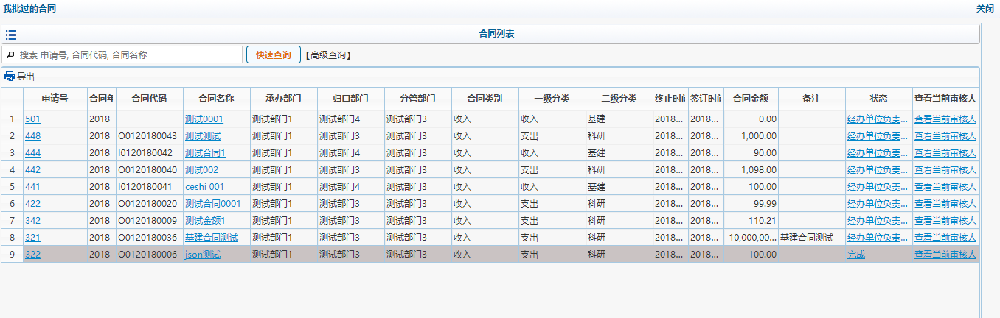 我批过的合同 关闭
合同列表
搜索 申请号, 合同代码, 合同名称 快速查询 【高级查询】
导出
申请号 合同年 合同代码 合同名称 承办部门 归口部门 分管部门 合同类别 一级分类 二级分类 终止时间 签订时间 合同金额 备注 状态 查看当前审核人
1 501 2018 测试0001 测试部门1 测试部门4 测试部门3 收入 收入 基建 2018... 2018... 0.00 经办单位负责... 查看当前审核人
2 448 2018 O0120180043 测试测试 测试部门1 测试部门3 测试部门3 收入 支出 科研 2018... 2018... 1,000.00 经办单位负责... 查看当前审核人
3 444 2018 I0120180042 测试合同1 测试部门1 测试部门4 测试部门3 收入 收入 基建 2018... 2018... 90.00 经办单位负责... 查看当前审核人
4 442 2018 O0120180040 测试002 测试部门1 测试部门3 测试部门3 收入 支出 科研 2018... 2018... 1,098.00 经办单位负责... 查看当前审核人
5 441 2018 I0120180041 ceshi 001 测试部门1 测试部门4 测试部门3 收入 收入 基建 2018... 2018... 100.00 经办单位负责... 查看当前审核人
6 422 2018 O0120180020 测试合同0001 测试部门1 测试部门3 测试部门3 收入 支出 科研 2018... 2018... 99.99 经办单位负责... 查看当前审核人
7 342 2018 O0120180009 测试金额1 测试部门1 测试部门3 测试部门3 收入 支出 科研 2018... 2018... 110.21 经办单位负责... 查看当前审核人
8 321 2018 O0120180036 基建合同测试 测试部门1 测试部门3 测试部门3 收入 支出 科研 2018... 2018... 10,000,00... 基建合同测试 经办单位负责... 查看当前审核人
9 322 2018 O0120180006 json测试 测试部门1 测试部门3 测试部门3 收入 支出 科研 2018... 2018... 100.00 完成 查看当前审核人